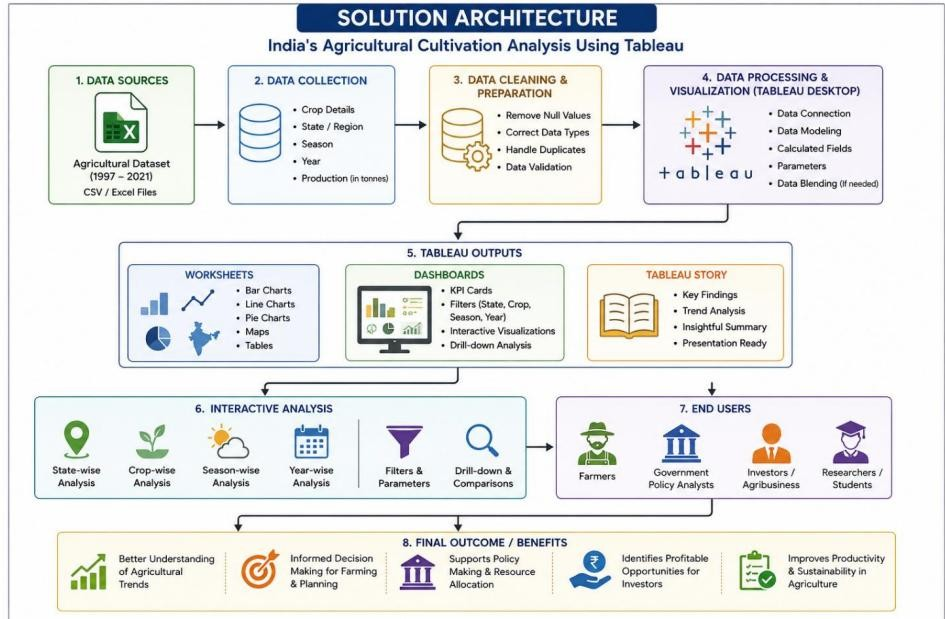 SOLUTION ARCHITECTURE
India's Agricultural Cultivation Analysis Using Tableau
1. DATA SOURCES
X
Agricultural Dataset
(1997 – 2021)
CSV / Excel Files
2. DATA COLLECTION
• Crop Details
• State / Region
• Season
• Year
• Production (in tonnes)
3. DATA CLEANING &
PREPARATION
• Remove Null Values
• Correct Data Types
• Handle Duplicates
• Data Validation
4. DATA PROCESSING &
VISUALIZATION (TABLEAU DESKTOP)
+ableau
• Data Connection
• Data Modeling
• Calculated Fields
• Parameters
• Data Blending (If needed)
5. TABLEAU OUTPUTS
WORKSHEETS
• Bar Charts
• Line Charts
• Pie Charts
• Maps
• Tables
DASHBOARDS
• KPI Cards
• Filters (State, Crop,
Season, Year)
• Interactive Visualizations
• Drill-down Analysis
TABLEAU STORY
• Key Findings
• Trend Analysis
• Insightful Summary
• Presentation Ready
6. INTERACTIVE ANALYSIS
State-wise
Analysis
Crop-wise
Analysis
Season-wise
Analysis
Year-wise
Analysis
Filters &
Parameters
Drill-down &
Comparisons
7. END USERS
Farmers
Government
Policy Analysts
Investors /
Agribusiness
Researchers /
Students
8. FINAL OUTCOME / BENEFITS
Better Understanding
of Agricultural
Trends
Informed Decision
Making for Farming
& Planning
Supports Policy
Making & Resource
Allocation
₹
Identifies Profitable
Opportunities for
Investors
Improves Productivity
& Sustainability in
Agriculture